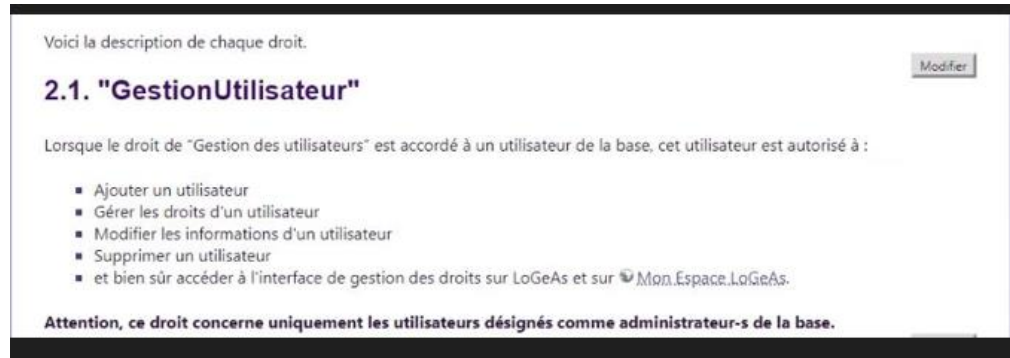 Voici la description de chaque droit.
Modifier
2.1. "GestionUtilisateur"
Lorsque le droit de "Gestion des utilisateurs" est accordé à un utilisateur de la base, cet utilisateur est autorisé à :
Ajouter un utilisateur
Gérer les droits d'un utilisateur
Modifier les informations d'un utilisateur
Supprimer un utilisateur
et bien sûr accéder à l'interface de gestion des droits sur LoGeAs et sur Mon Espace LoGeAs.
Attention, ce droit concerne uniquement les utilisateurs désignés comme administrateur-s de la base.